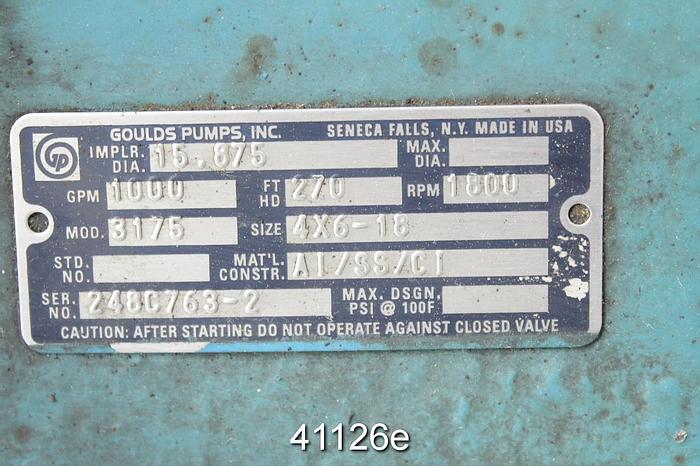 GOULDS PUMPS, INC. SENECA FALLS, N.Y. MADE IN USA
IMPLR. DIA. 15.875 MAX. DIA.
GPM 1000 FT HD 270 RPM 1800
MOD. 3175 SIZE 4X6-18
STD. NO. MAT'L. CONSTR. AI/SS/CI
SER. NO. 248C763-2 MAX. DSGN. PSI @ 100F
CAUTION: AFTER STARTING DO NOT OPERATE AGAINST CLOSED VALVE
41126e